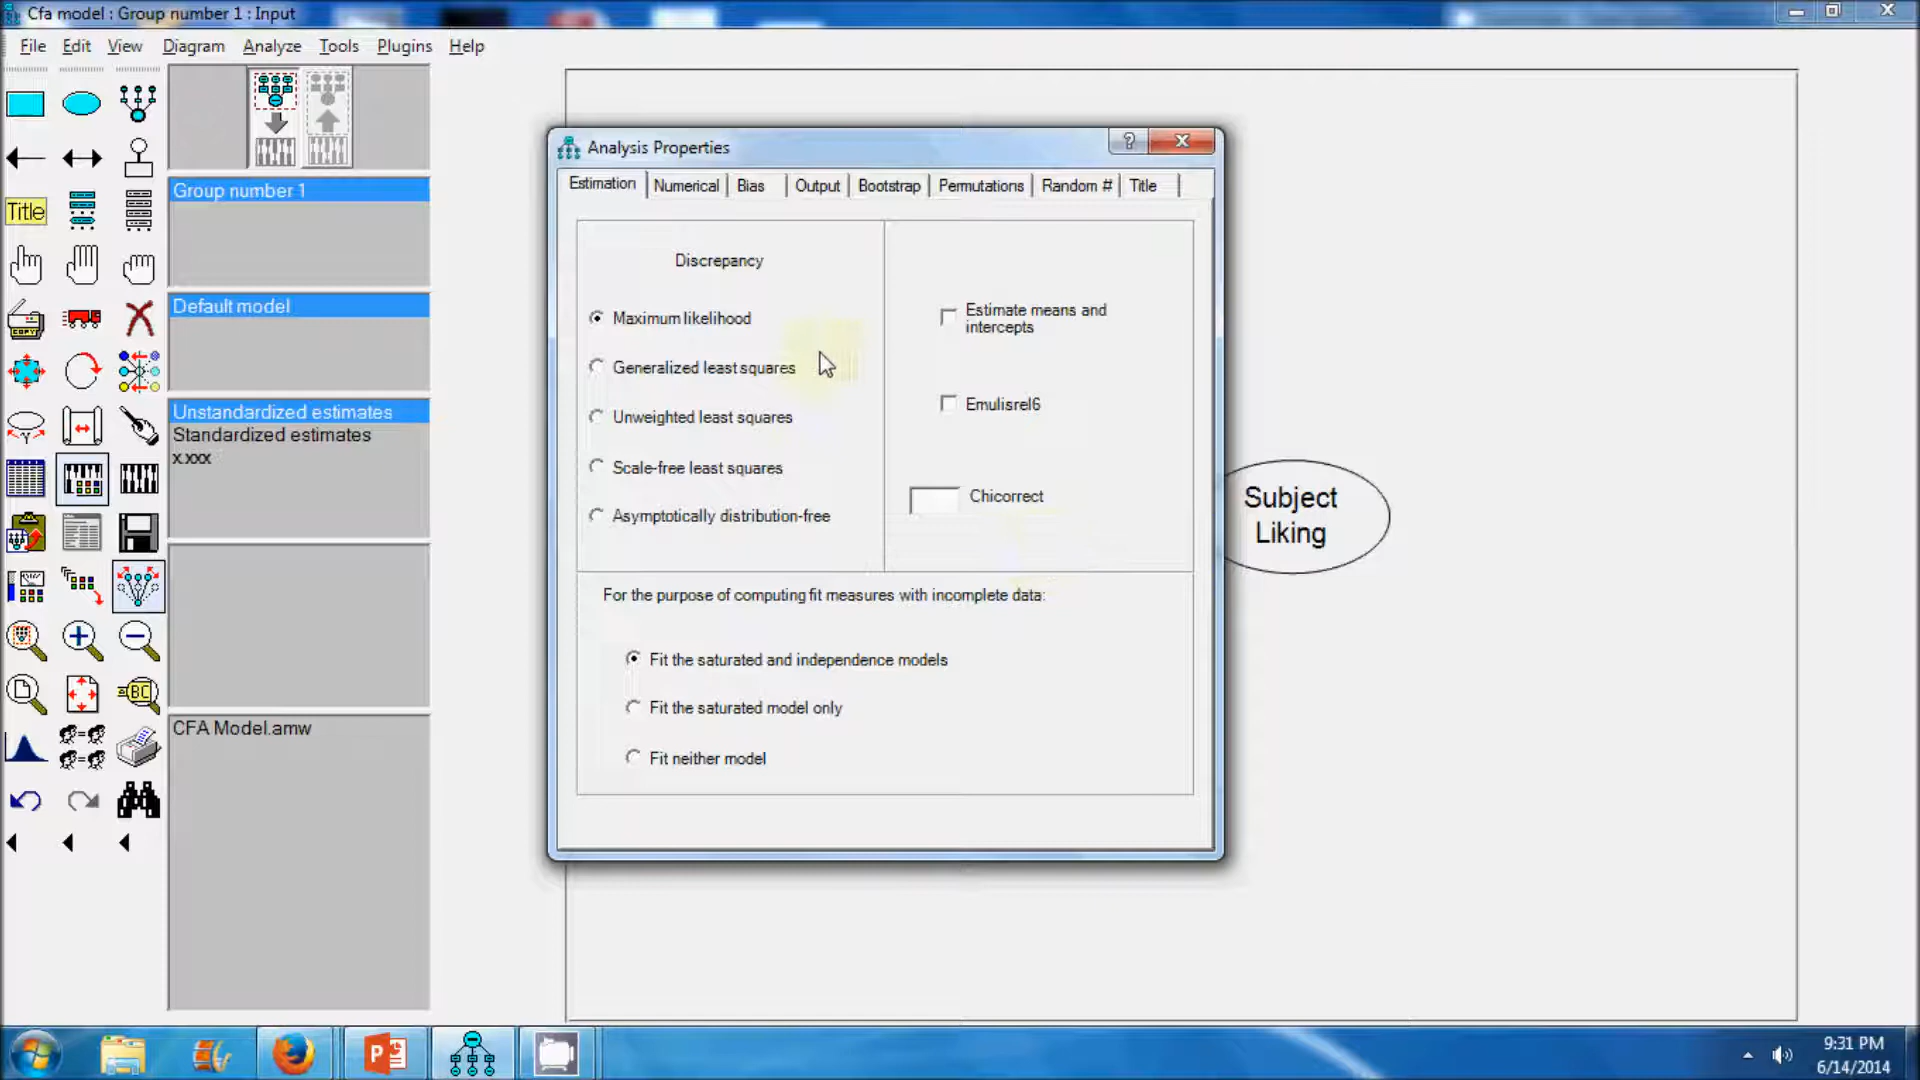 Cfa model : Group number 1 : Input
File Edit View Diagram Analyze Tools Plugins Help
Title
Group number 1
Default model
Unstandardized estimates
Standardized estimates
x.xxx
CFA Model.amw
Analysis Properties
?
Estimation Numerical Bias Output Bootstrap Permutations Random # Title
Discrepancy
Maximum likelihood
Generalized least squares
Unweighted least squares
Scale-free least squares
Asymptotically distribution-free
Estimate means and
intercepts
Emulisrel6
Chicorrect
For the purpose of computing fit measures with incomplete data:
Fit the saturated and independence models
Fit the saturated model only
Fit neither model
Subject
Liking
9:31 PM
6/14/2014